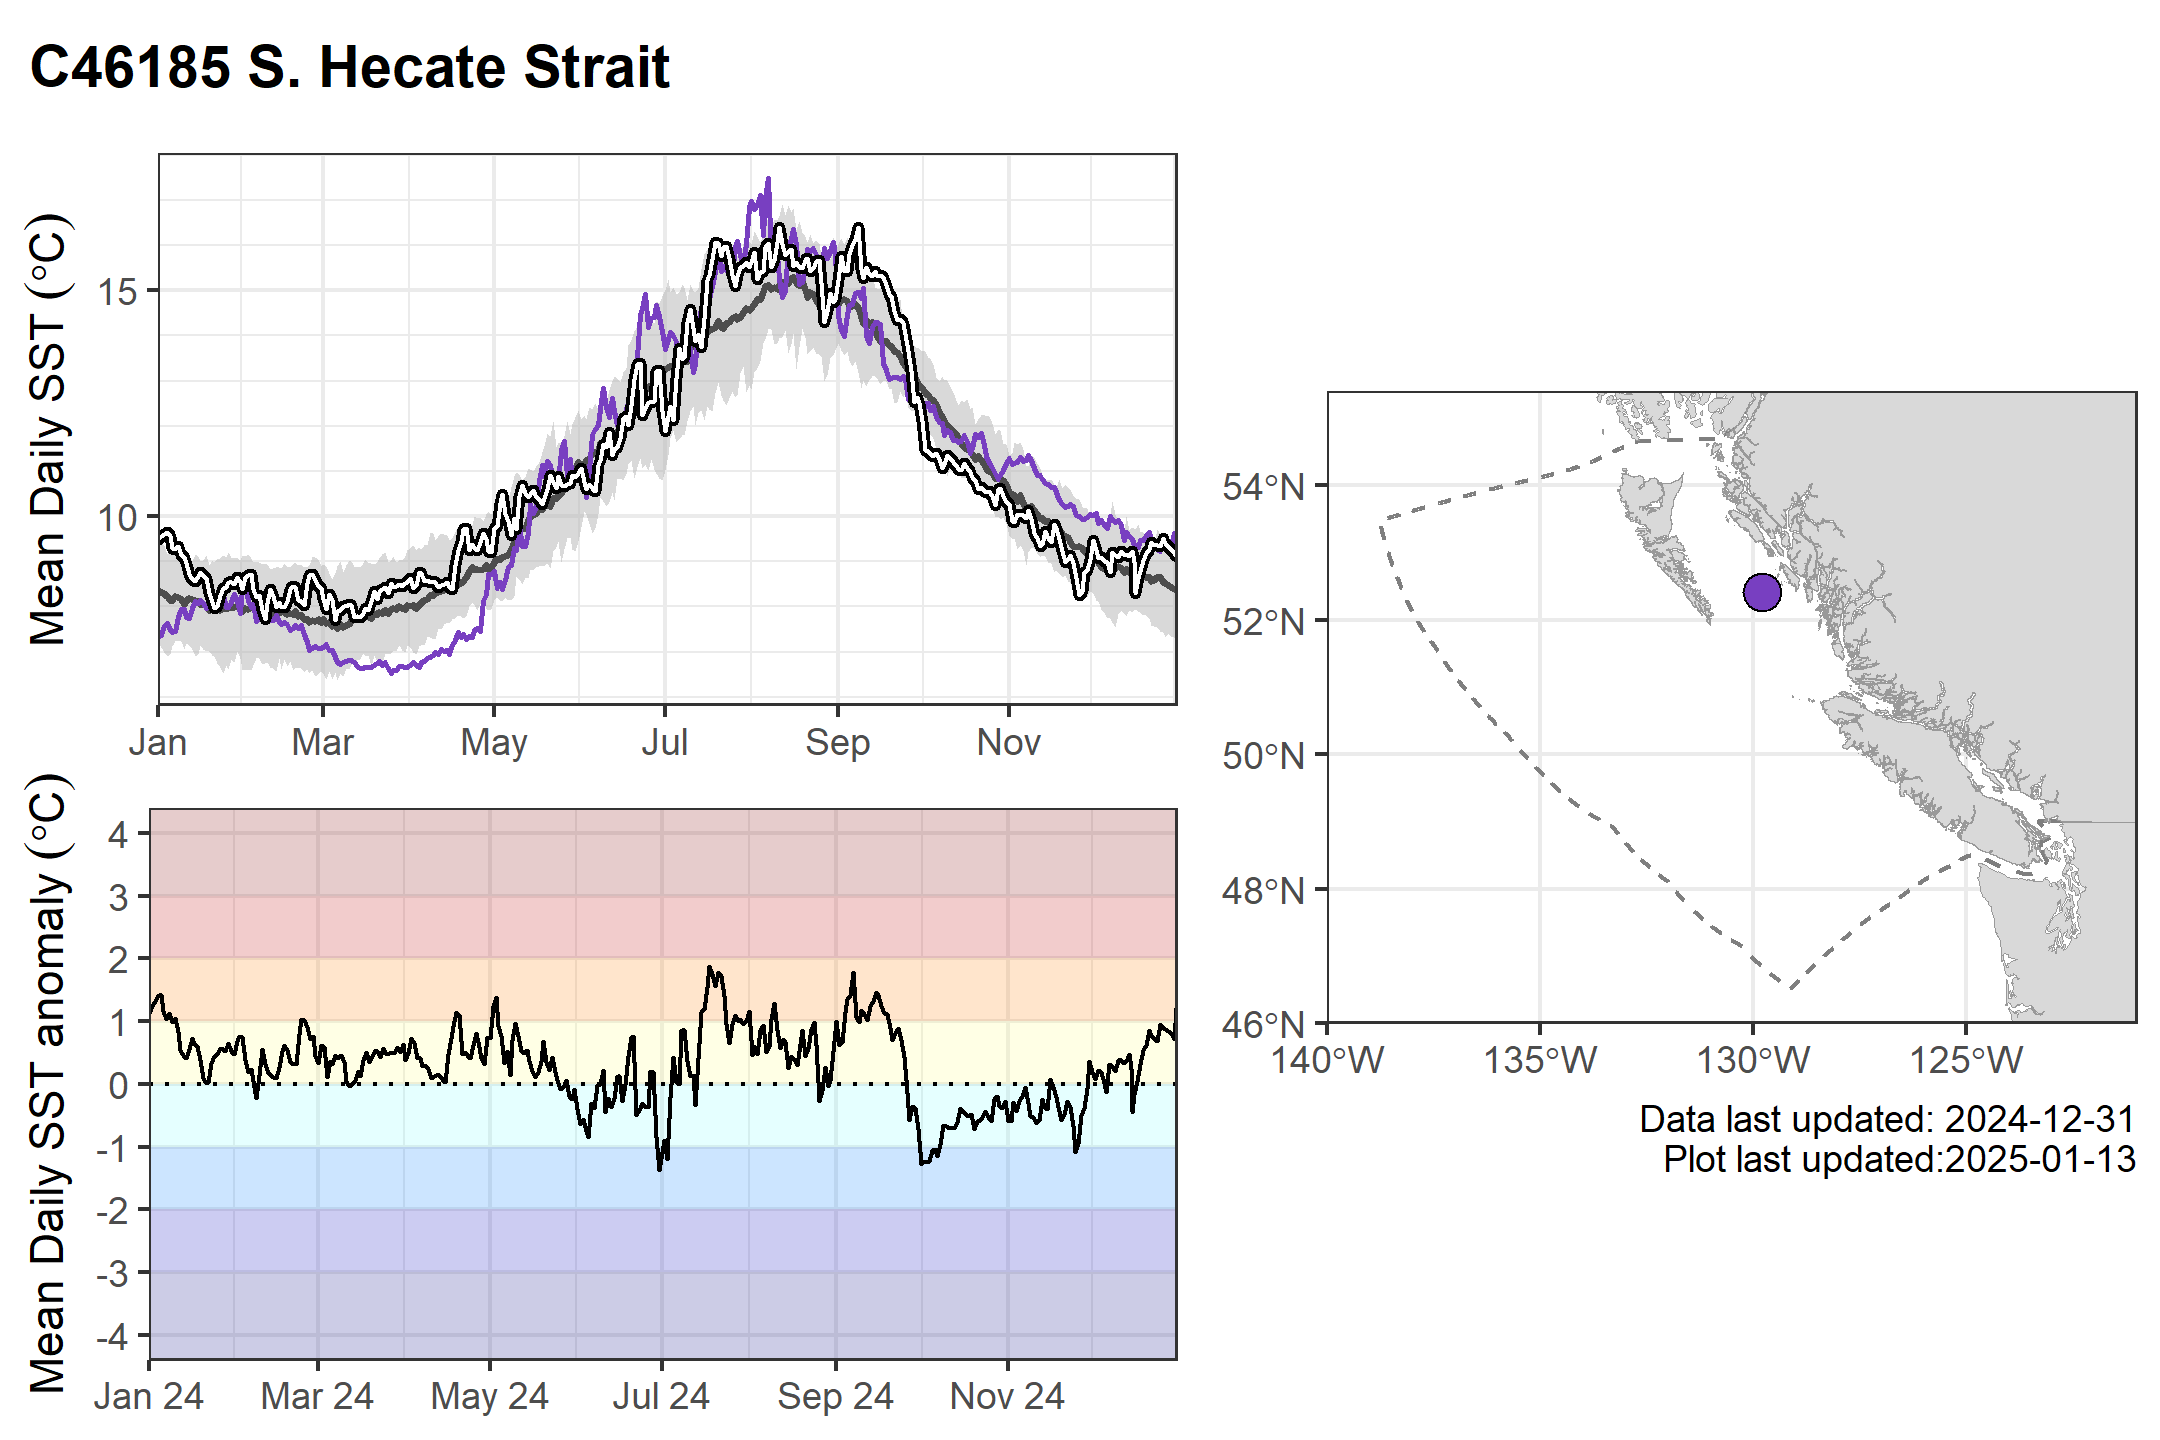 C46185 S. Hecate Strait
Mean Daily SST (°C)
15
10
Jan Mar May Jul Sep Nov
Mean Daily SST anomaly (°C)
4
3
2
1
0
-1
-2
-3
-4
Jan 24 Mar 24 May 24 Jul 24 Sep 24 Nov 24
54°N
52°N
50°N
48°N
46°N
140°W 135°W 130°W 125°W
Data last updated: 2024-12-31
Plot last updated:2025-01-13